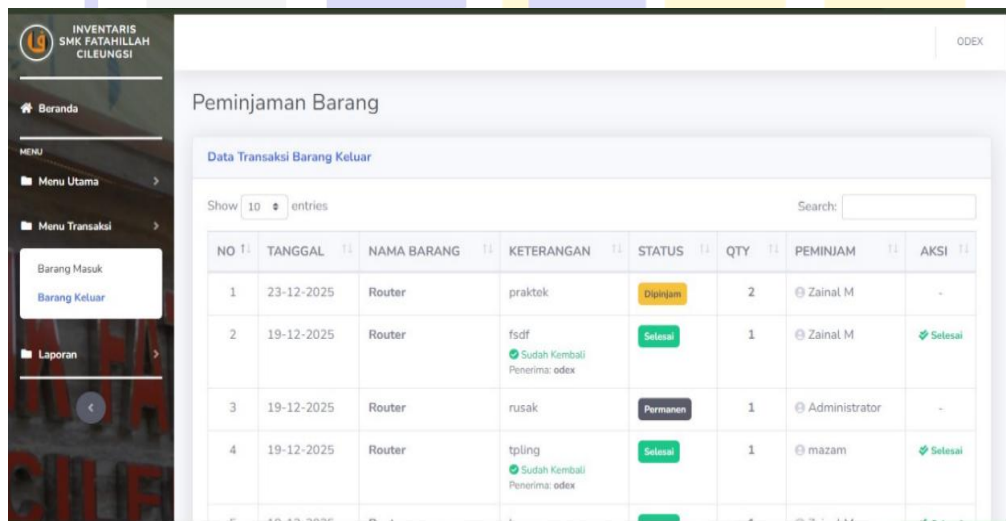 INVENTARIS
SMK FATAHILLAH
CILEUNGSI
ODEX
Beranda
MENU
Menu Utama
Menu Transaksi
Barang Masuk
Barang Keluar
Laporan
Peminjaman Barang
Data Transaksi Barang Keluar
Show 10 entries
Search:
NO TANGGAL NAMA BARANG KETERANGAN STATUS QTY PEMINJAM AKSI
1 23-12-2025 Router praktek Dipinjam 2 Zainal M -
2 19-12-2025 Router fsdf Selesai 1 Zainal M Selesai
Sudah Kembali
Penerima: odex
3 19-12-2025 Router rusak Permanen 1 Administrator -
4 19-12-2025 Router tpling Selesai 1 mazam Selesai
Sudah Kembali
Penerima: odex